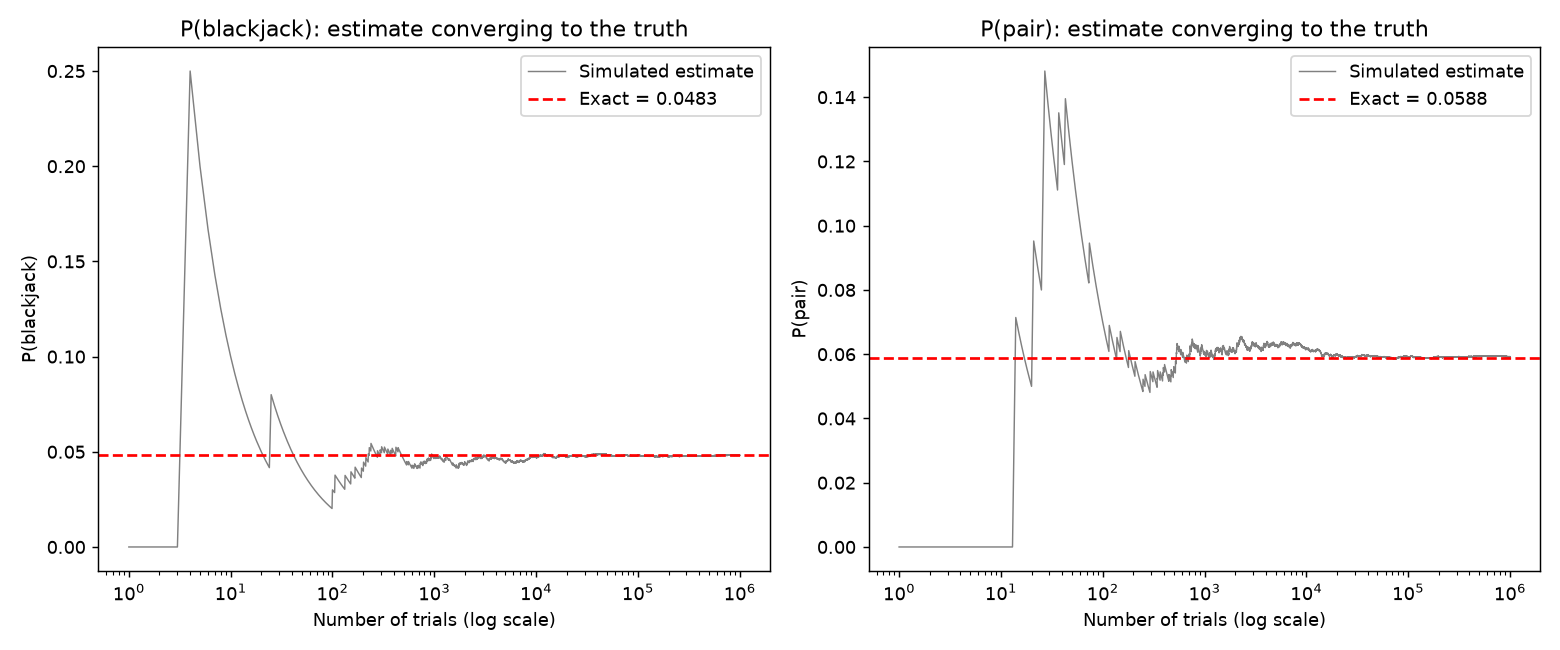 P(blackjack): estimate converging to the truth
Simulated estimate
Exact = 0.0483
0.25
0.20
0.15
0.10
0.05
0.00
P(blackjack)
10⁰ 10¹ 10² 10³ 10⁴ 10⁵ 10⁶
Number of trials (log scale)
P(pair): estimate converging to the truth
Simulated estimate
Exact = 0.0588
0.14
0.12
0.10
0.08
0.06
0.04
0.02
0.00
P(pair)
10⁰ 10¹ 10² 10³ 10⁴ 10⁵ 10⁶
Number of trials (log scale)